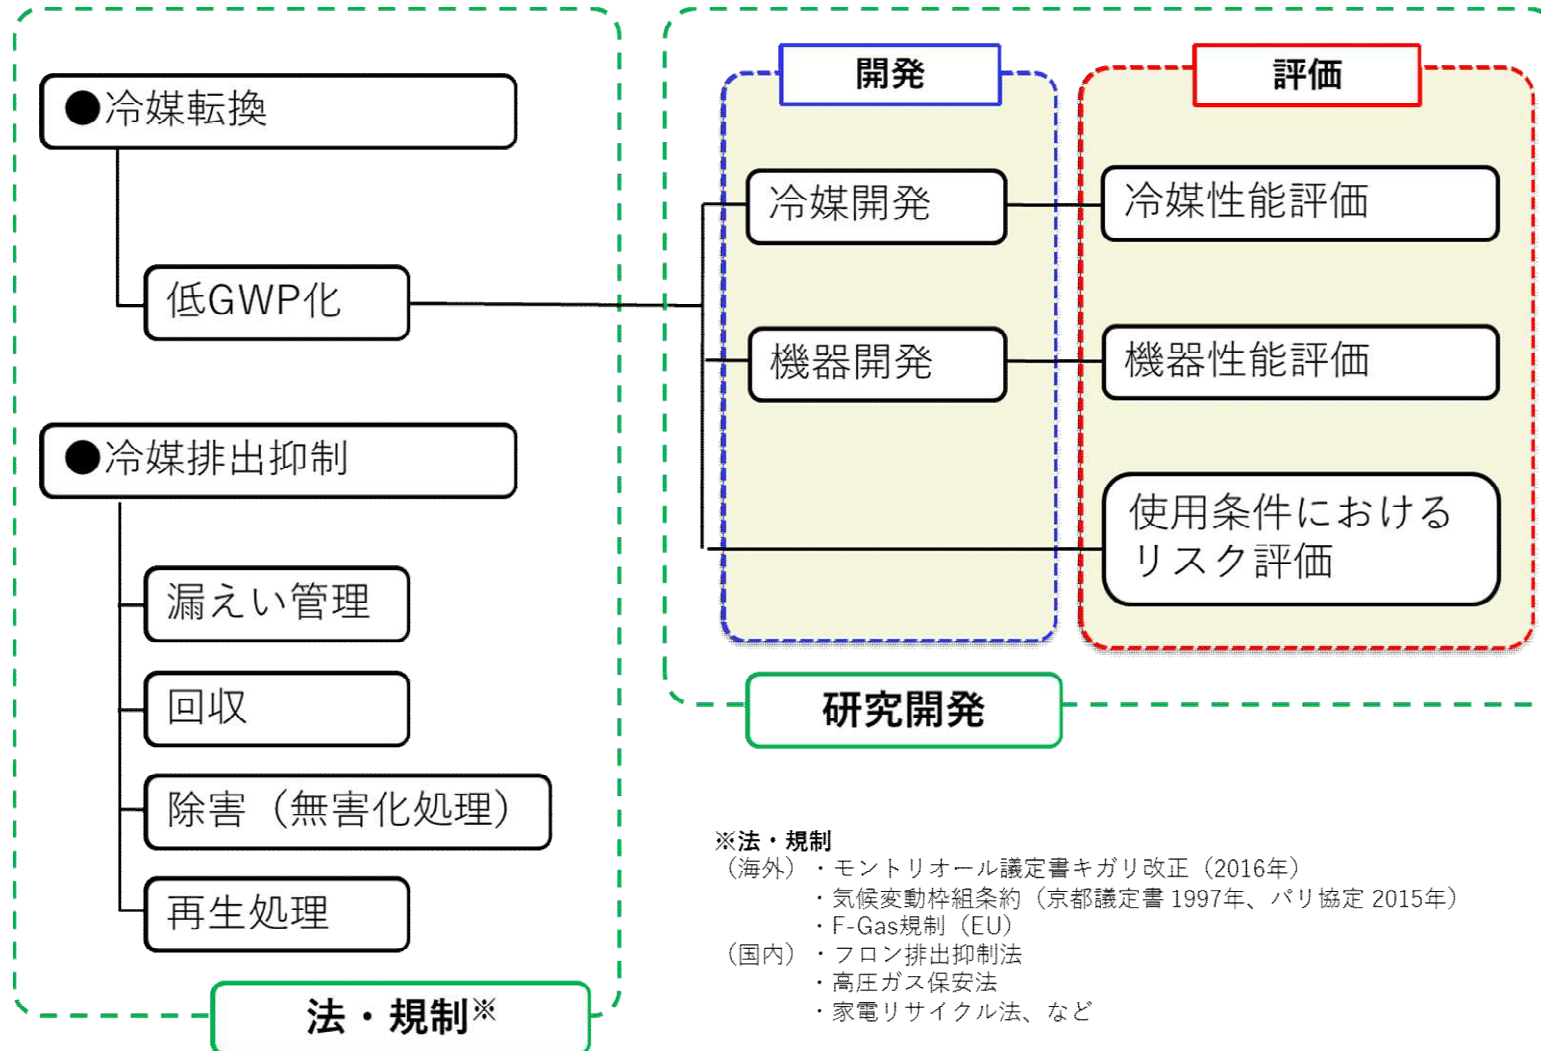 ●冷媒転換
低GWP化
●冷媒排出抑制
漏えい管理
回収
除害（無害化処理）
再生処理
法・規制※
開発
評価
冷媒開発
冷媒性能評価
機器開発
機器性能評価
使用条件における
リスク評価
研究開発
※法・規制
（海外）・モントリオール議定書キガリ改正（2016年）
・気候変動枠組条約（京都議定書 1997年、パリ協定 2015年）
・F-Gas規制（EU）
（国内）・フロン排出抑制法
・高圧ガス保安法
・家電リサイクル法、など